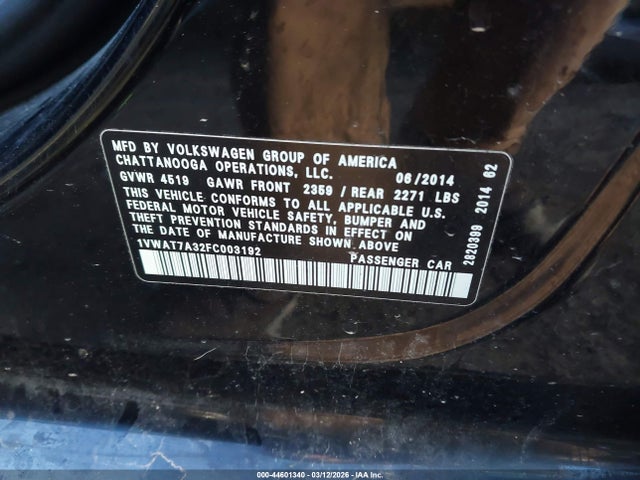 MFD BY VOLKSWAGEN GROUP OF AMERICA
CHATTANOOGA OPERATIONS, LLC. 06/2014
GVWR 4519 GAWR FRONT 2359 / REAR 2271 LBS
THIS VEHICLE CONFORMS TO ALL APPLICABLE U.S.
FEDERAL MOTOR VEHICLE SAFETY, BUMPER AND
THEFT PREVENTION STANDARDS IN EFFECT ON
THE DATE OF MANUFACTURE SHOWN ABOVE
1VWAT7A32FC003192 PASSENGER CAR
2820399 2014 62
000-44601340 - 03/12/2026 - IAA Inc.